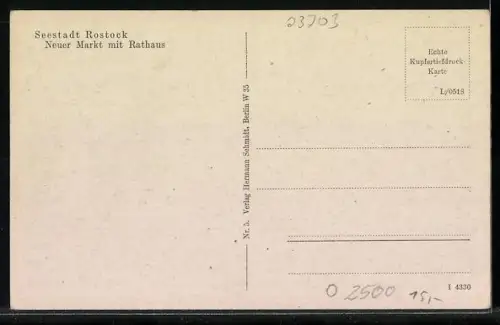 Seestadt Rostock
Neuer Markt mit Rathaus
23703
Echte
Kupfertiefdruck
Karte
L/0518
Nr. 5. Verlag Hermann Schmidt, Berlin W 35
O 2500 15,-
I 4330